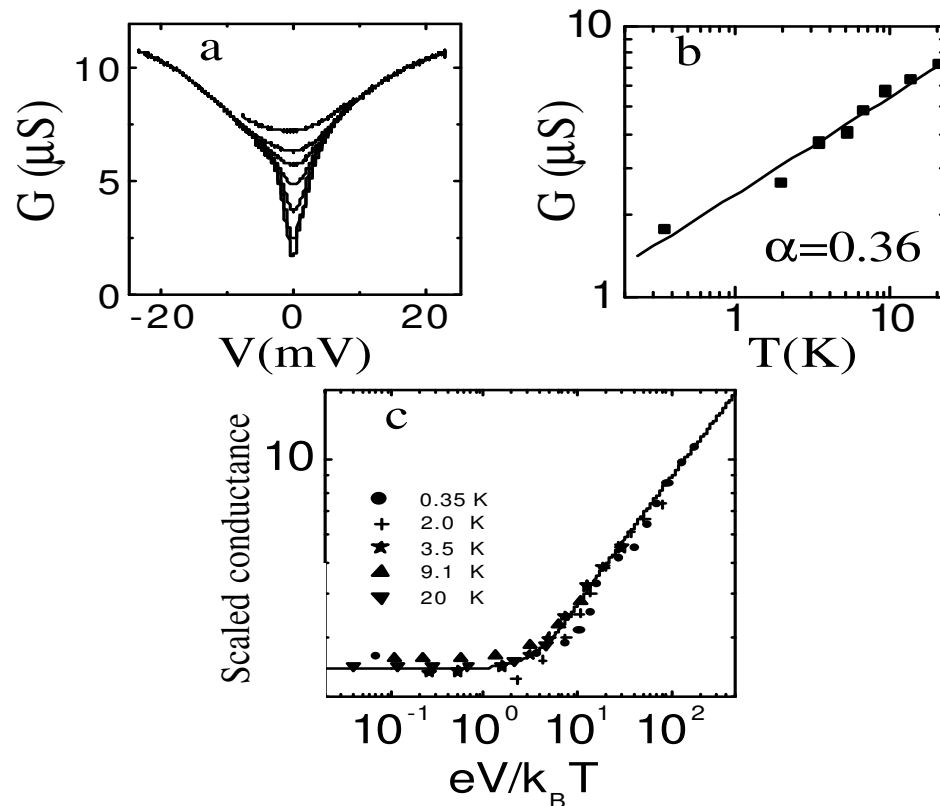 a
G (μS)
10
5
0
-20 0 20
V(mV)
b
G (μS)
10
1
α=0.36
1 10
T(K)
c
Scaled conductance
10
0.35 K
2.0 K
3.5 K
9.1 K
20 K
10⁻¹ 10⁰ 10¹ 10²
eV/k_BT